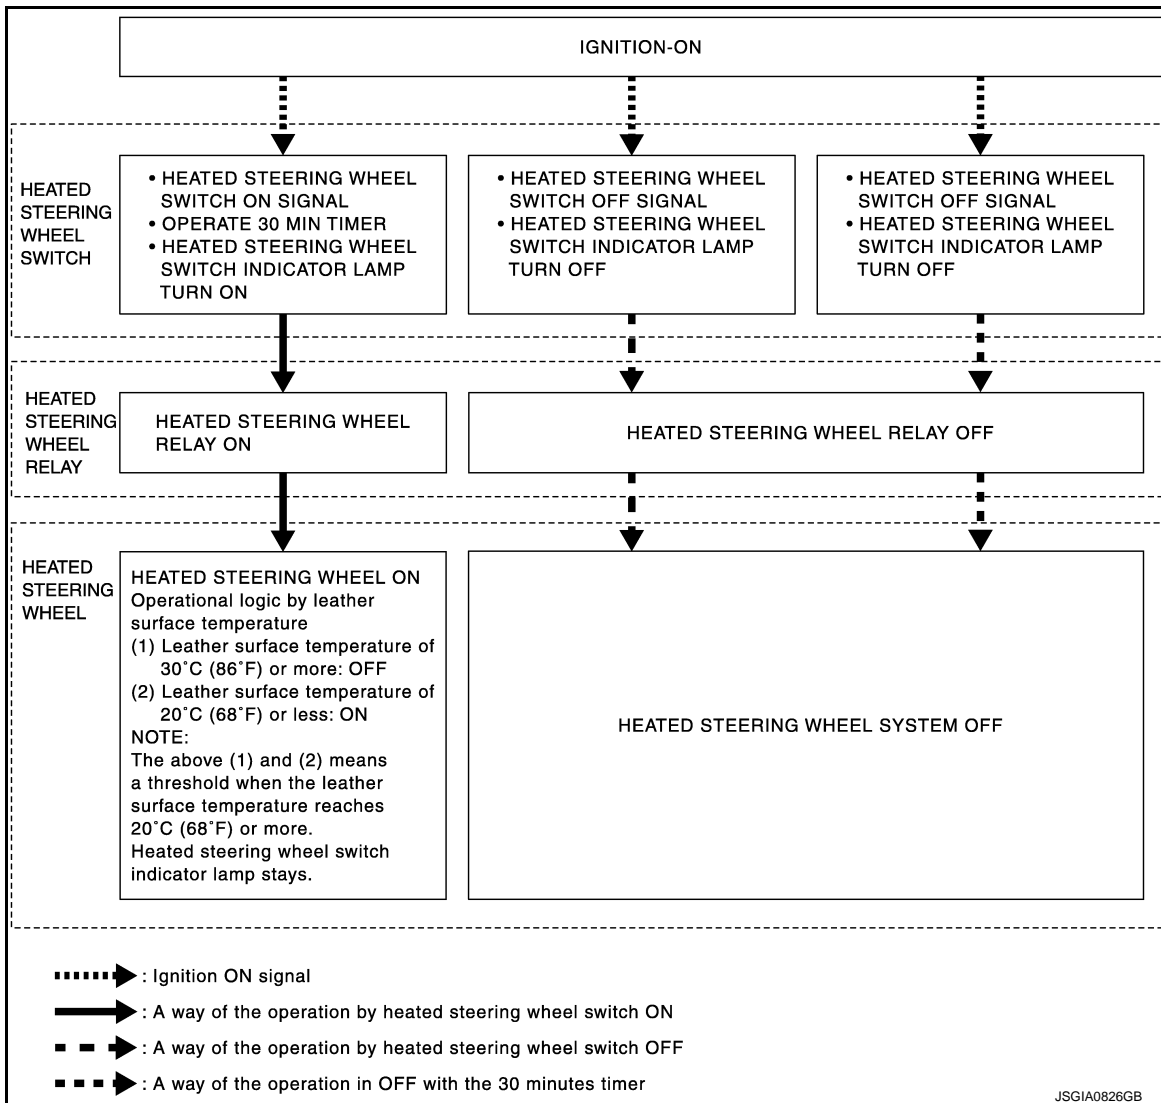 IGNITION-ON
HEATED
STEERING
WHEEL
SWITCH
• HEATED STEERING WHEEL
SWITCH ON SIGNAL
• OPERATE 30 MIN TIMER
• HEATED STEERING WHEEL
SWITCH INDICATOR LAMP
TURN ON
• HEATED STEERING WHEEL
SWITCH OFF SIGNAL
• HEATED STEERING WHEEL
SWITCH INDICATOR LAMP
TURN OFF
• HEATED STEERING WHEEL
SWITCH OFF SIGNAL
• HEATED STEERING WHEEL
SWITCH INDICATOR LAMP
TURN OFF
HEATED
STEERING
WHEEL
RELAY
HEATED STEERING WHEEL
RELAY ON
HEATED STEERING WHEEL RELAY OFF
HEATED
STEERING
WHEEL
HEATED STEERING WHEEL ON
Operational logic by leather
surface temperature
(1) Leather surface temperature of
30˚C (86˚F) or more: OFF
(2) Leather surface temperature of
20˚C (68˚F) or less: ON
NOTE:
The above (1) and (2) means
a threshold when the leather
surface temperature reaches
20˚C (68˚F) or more.
Heated steering wheel switch
indicator lamp stays.
HEATED STEERING WHEEL SYSTEM OFF
: Ignition ON signal
: A way of the operation by heated steering wheel switch ON
: A way of the operation by heated steering wheel switch OFF
: A way of the operation in OFF with the 30 minutes timer
JSGIA0826GB